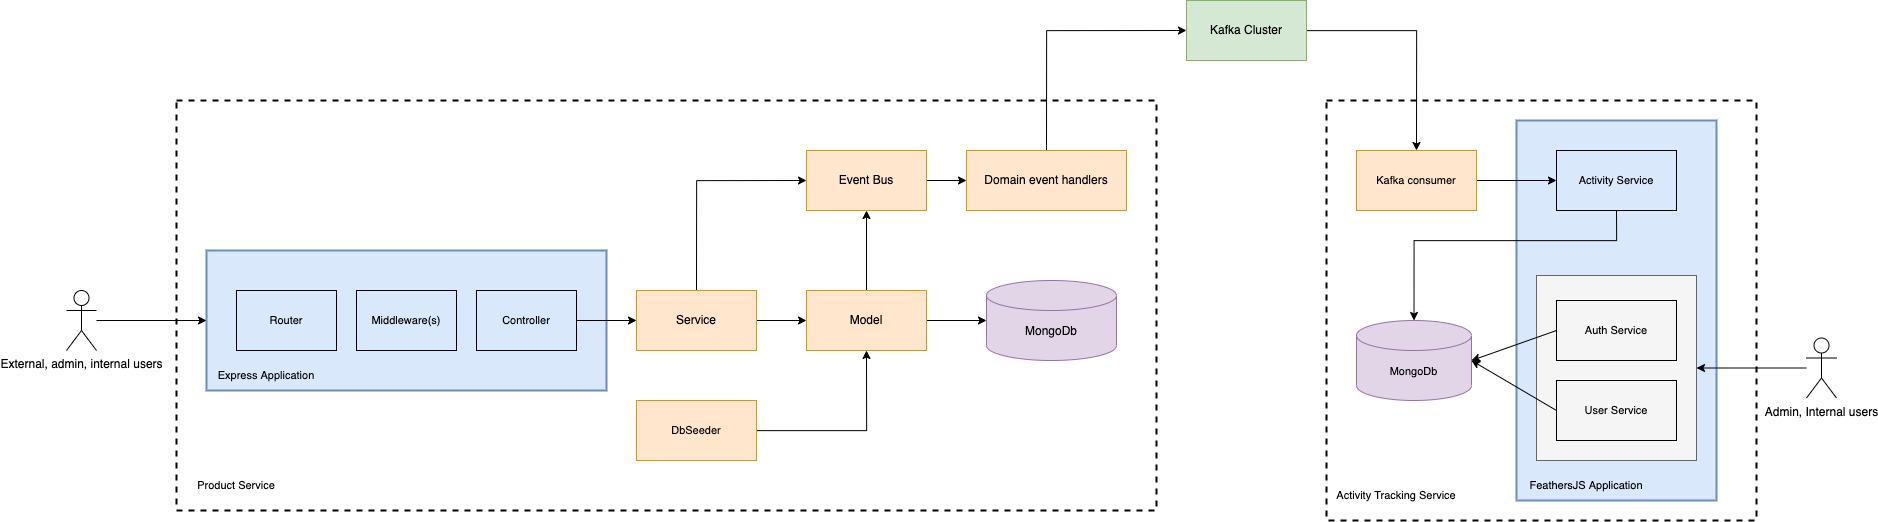 Kafka Cluster
Event Bus
Domain event handlers
Kafka consumer
Activity Service
Router
Middleware(s)
Controller
Service
Model
MongoDb
Express Application
External, admin, internal users
DbSeeder
Product Service
Auth Service
MongoDb
User Service
Admin, Internal users
FeathersJS Application
Activity Tracking Service